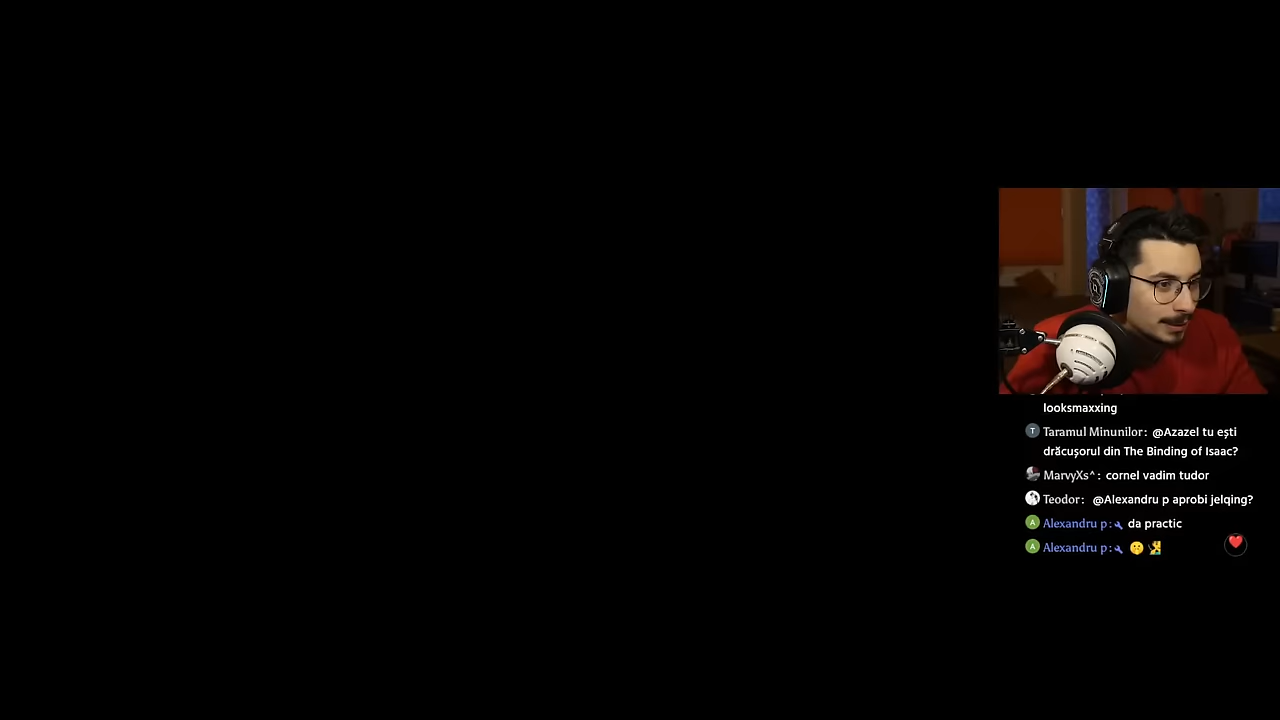 looksmaxxing
T Taramul Minunilor: @Azazel tu ești
drăcușorul din The Binding of Isaac?
MarvyXs^: cornel vadim tudor
Teodor: @Alexandru p aprobi jelqing?
A Alexandru p: da practic
A Alexandru p: 🤫 🧏